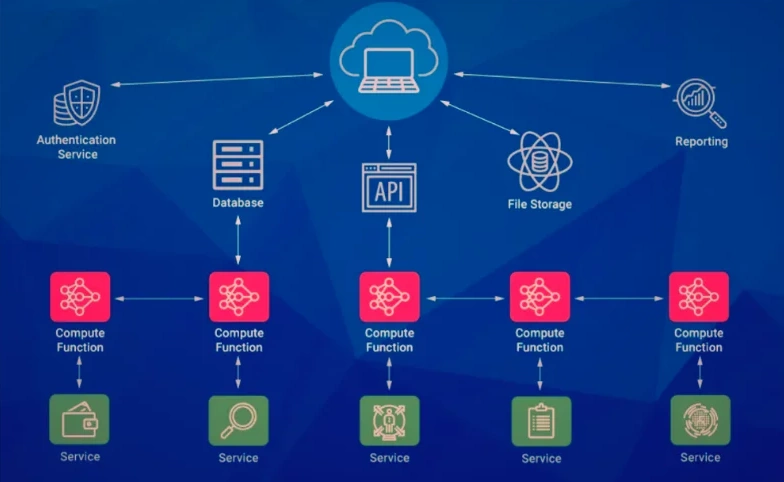 Authentication
Service
Database
API
File Storage
Reporting
Compute
Function
Compute
Function
Compute
Function
Compute
Function
Compute
Function
Service
Service
Service
Service
Service